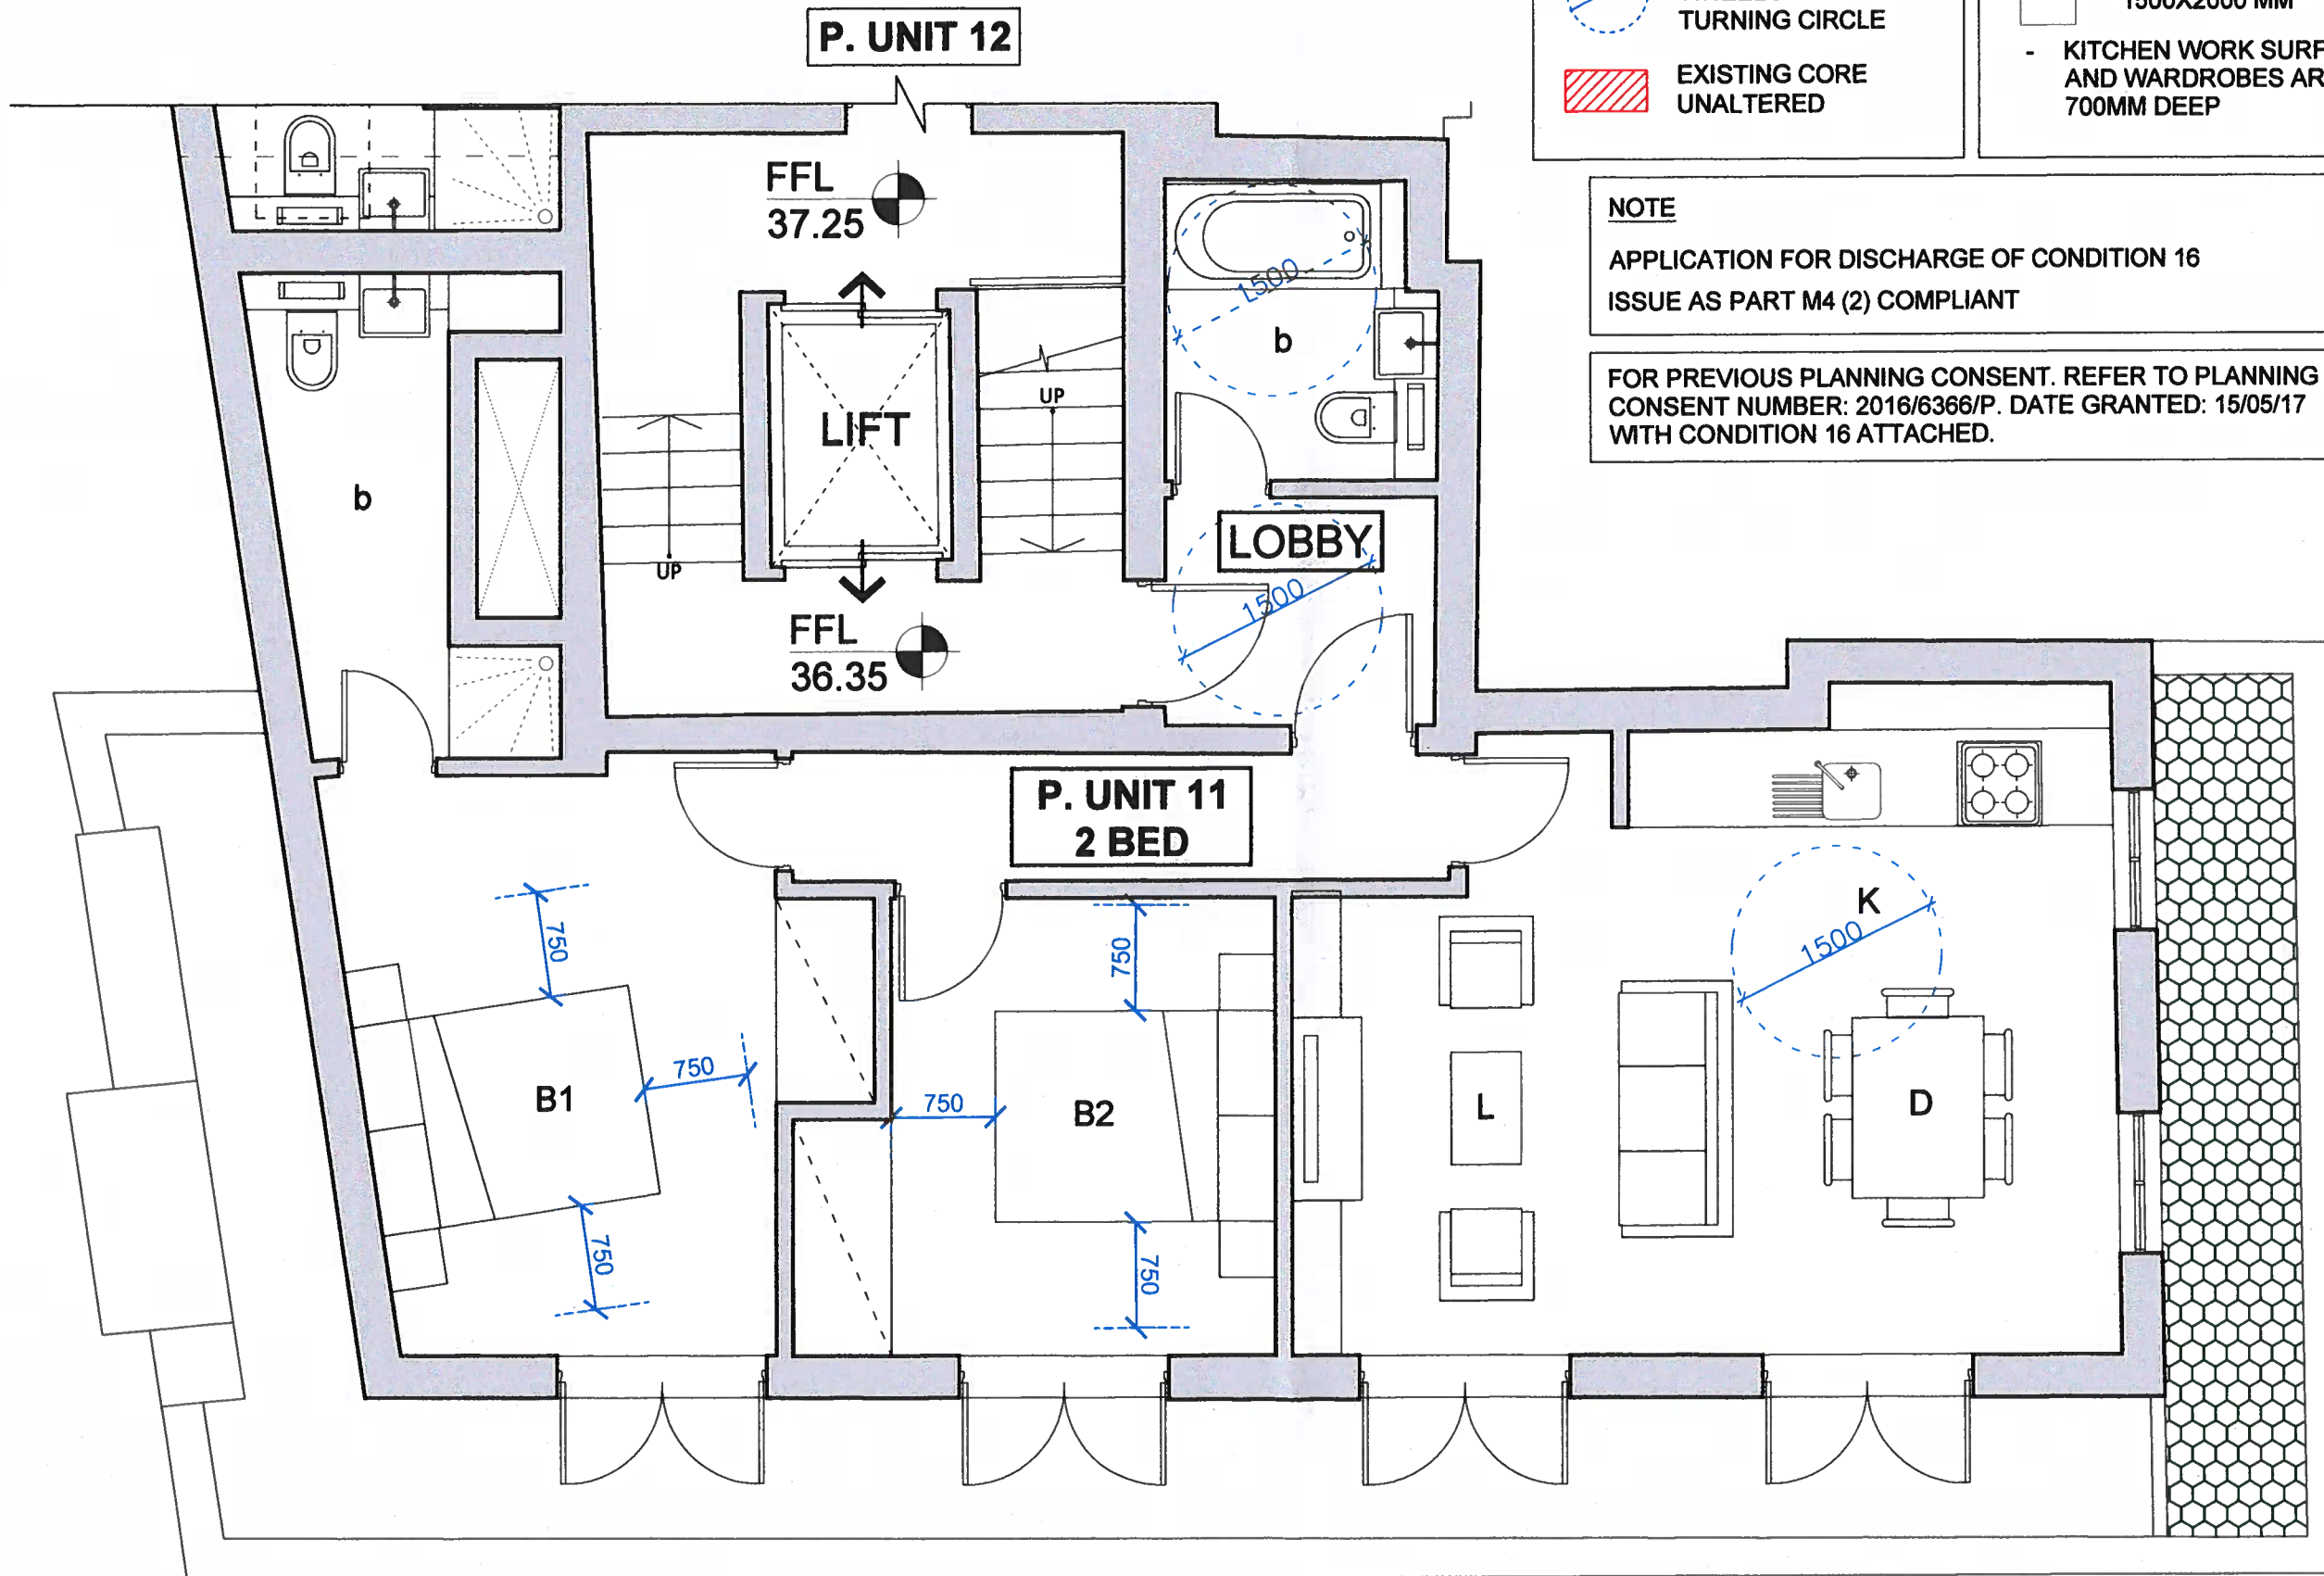 P. UNIT 12
TURNING CIRCLE
EXISTING CORE
UNALTERED
1500X2000 MM
- KITCHEN WORK SURF
AND WARDROBES AR
700MM DEEP
NOTE
APPLICATION FOR DISCHARGE OF CONDITION 16
ISSUE AS PART M4 (2) COMPLIANT
FOR PREVIOUS PLANNING CONSENT. REFER TO PLANNING
CONSENT NUMBER: 2016/6366/P. DATE GRANTED: 15/05/17
WITH CONDITION 16 ATTACHED.
FFL
37.25
1500
b
UP
LIFT
b
LOBBY
UP
1500
FFL
36.35
P. UNIT 11
2 BED
K
1500
750
750
750
B1
750
B2
L
D
750
750